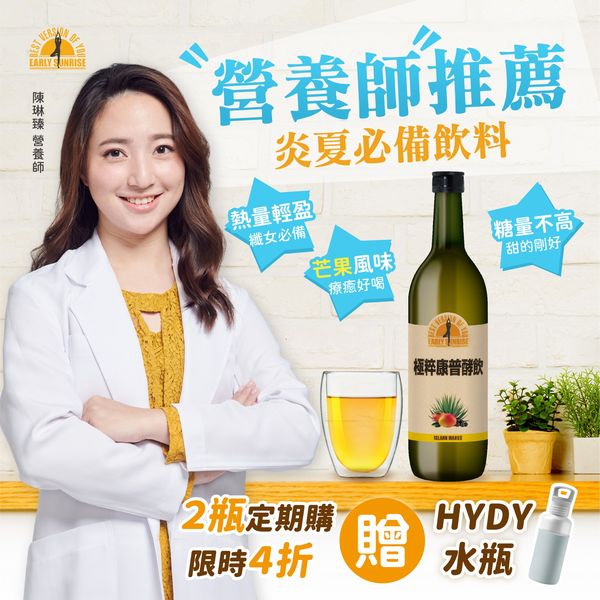 BEST VERSION OF YOU
EARLY SUNRISE
陳琳臻 營養師
"營養師"推薦
炎夏必備飲料
熱量輕盈
纖女必備
芒果風味
療癒好喝
糖量不高
甜的剛好
BEST VERSION OF YOU
EARLY SUNRISE
極粹康普酵飲
ISLAND MANGO
2瓶定期購
限時4折
贈
HYDY
水瓶